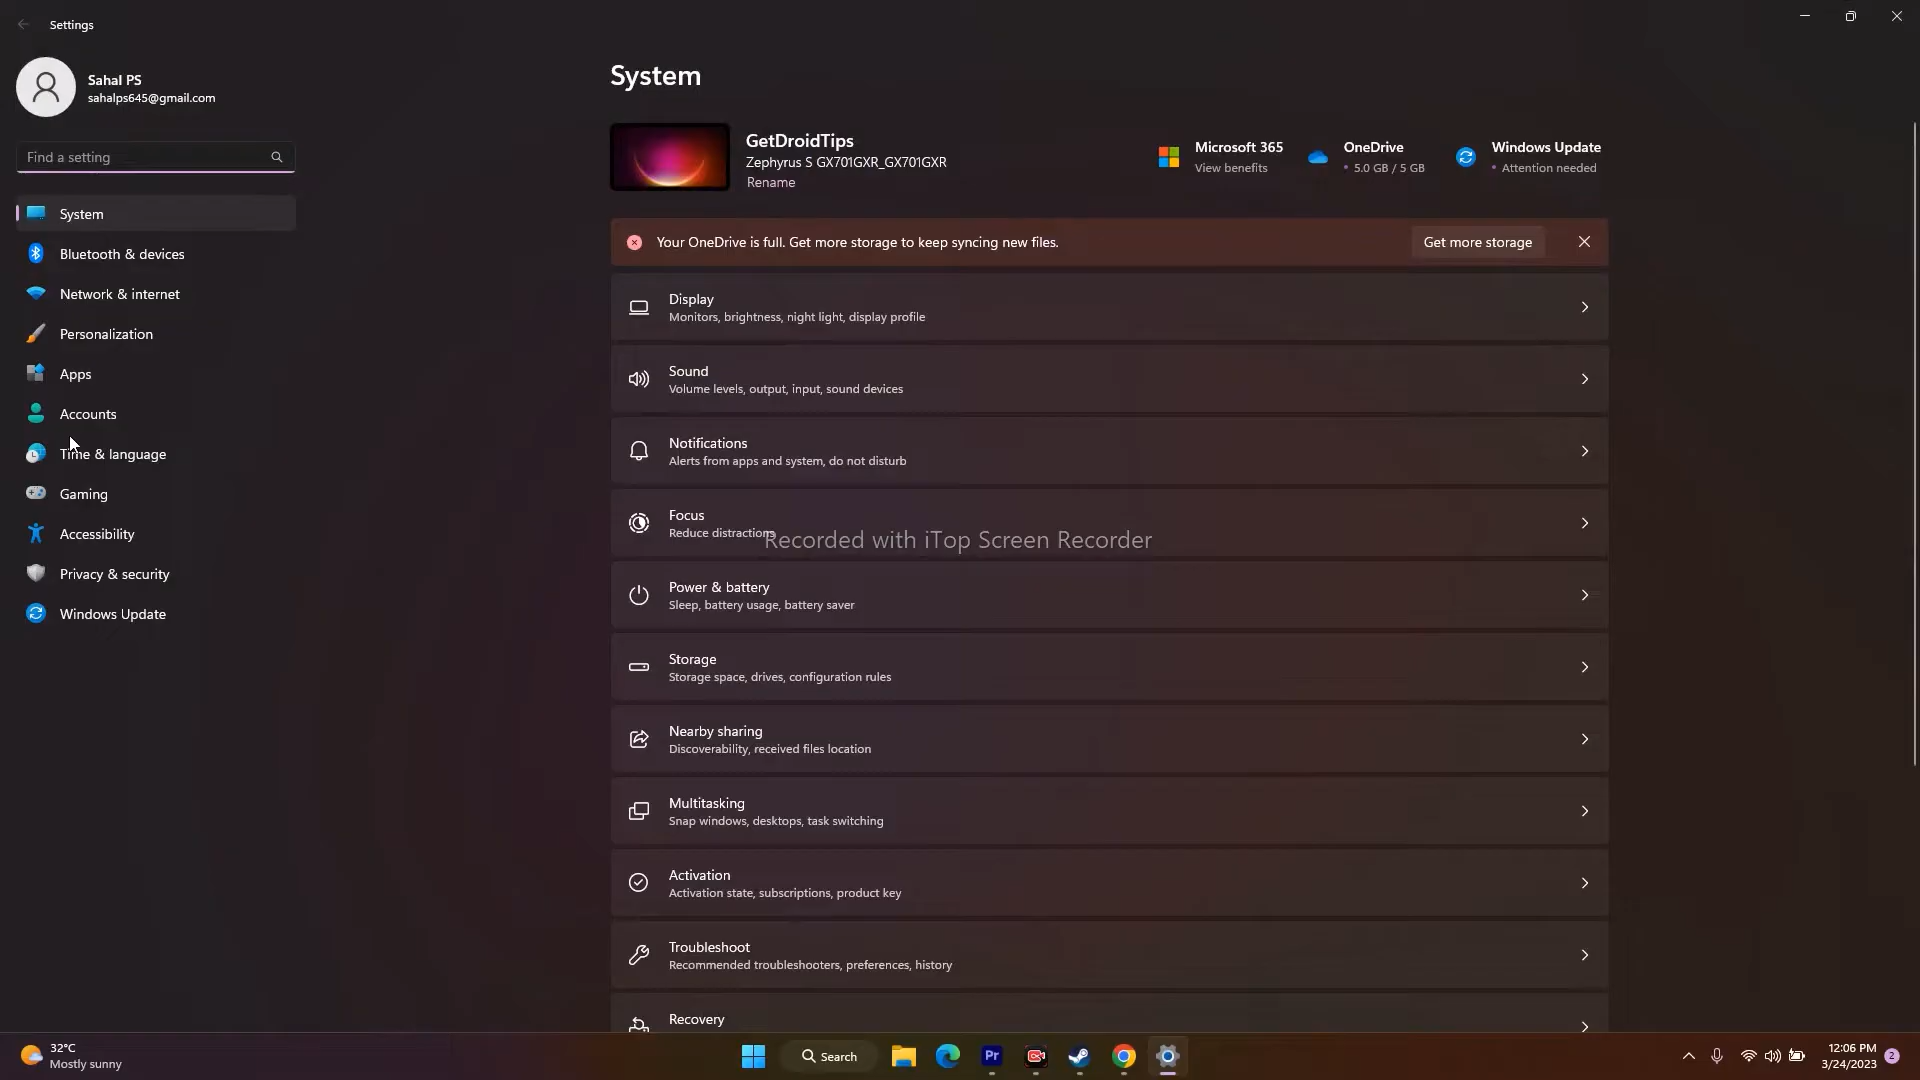 Settings
Sahal PS
sahalps645@gmail.com
Find a setting
System
Bluetooth & devices
Network & internet
Personalization
Apps
Accounts
Time & language
Gaming
Accessibility
Privacy & security
Windows Update
System
GetDroidTips
Zephyrus S GX701GXR_GX701GXR
Rename
Microsoft 365
View benefits
OneDrive
• 5.0 GB / 5 GB
Windows Update
• Attention needed
Your OneDrive is full. Get more storage to keep syncing new files.
Get more storage
Display
Monitors, brightness, night light, display profile
Sound
Volume levels, output, input, sound devices
Notifications
Alerts from apps and system, do not disturb
Focus
Reduce distractions
Recorded with iTop Screen Recorder
Power & battery
Sleep, battery usage, battery saver
Storage
Storage space, drives, configuration rules
Nearby sharing
Discoverability, received files location
Multitasking
Snap windows, desktops, task switching
Activation
Activation state, subscriptions, product key
Troubleshoot
Recommended troubleshooters, preferences, history
Recovery
32°C
Mostly sunny
Search
Pr
12:06 PM
3/24/2023
2